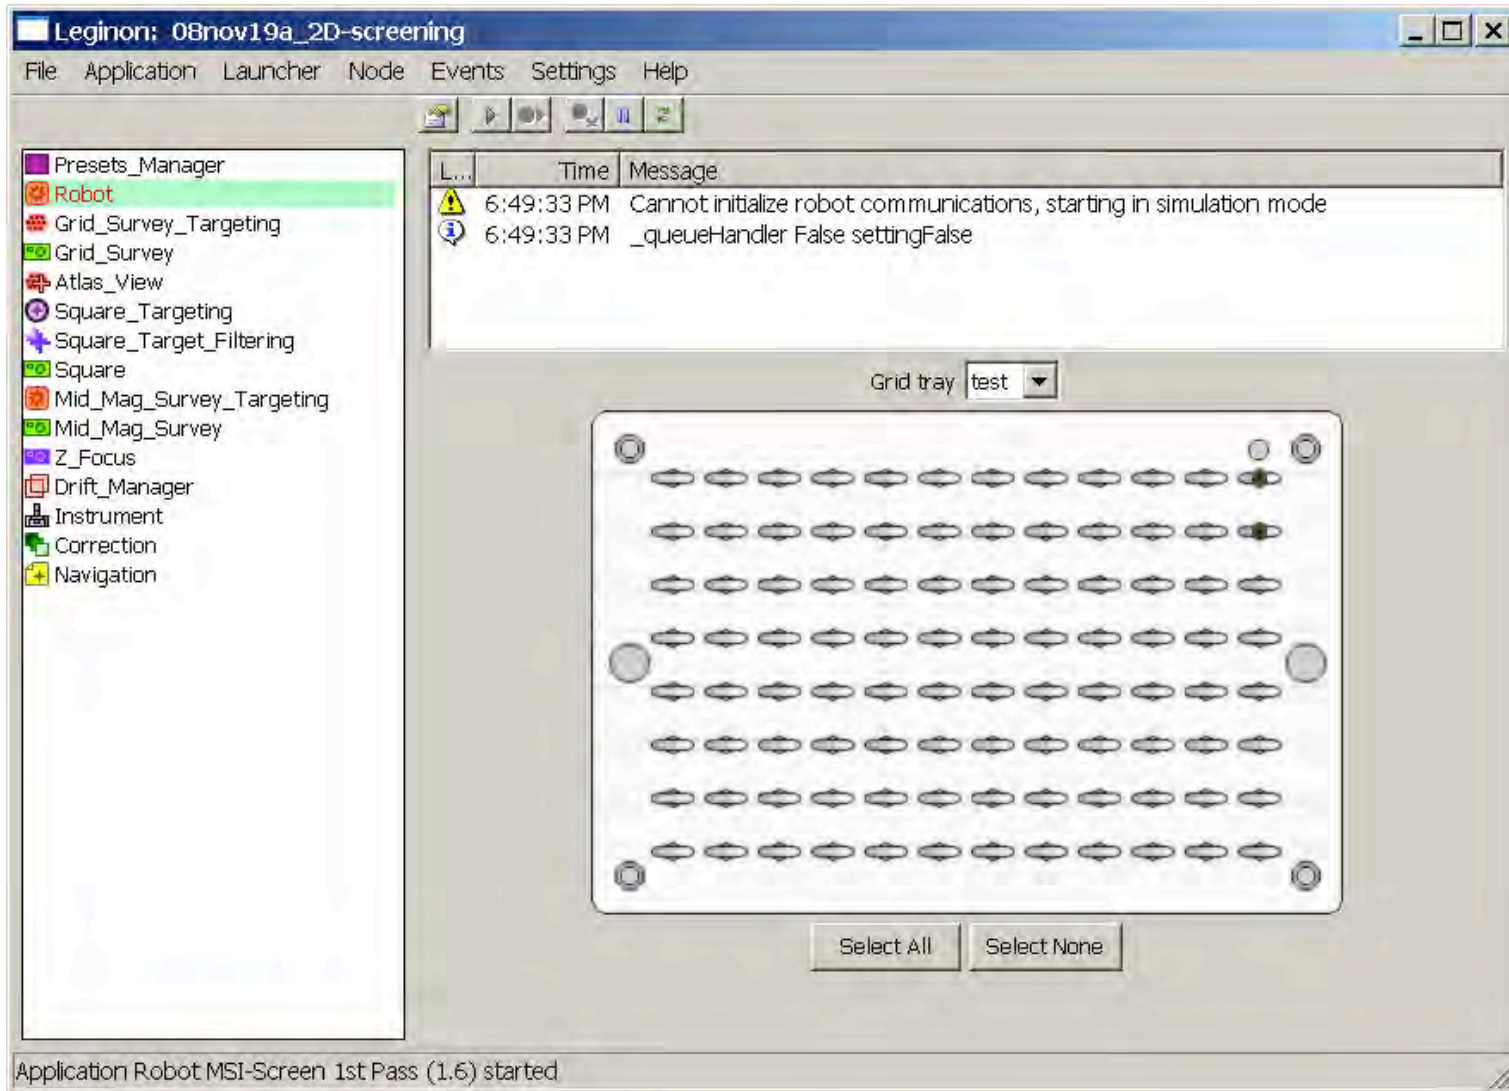 Leginon: 08nov19a_2D-screening
File Application Launcher Node Events Settings Help
Presets_Manager
Robot
Grid_Survey_Targeting
Grid_Survey
Atlas_View
Square_Targeting
Square_Target_Filtering
Square
Mid_Mag_Survey_Targeting
Mid_Mag_Survey
Z_Focus
Drift_Manager
Instrument
Correction
Navigation
L... Time Message
6:49:33 PM Cannot initialize robot communications, starting in simulation mode
6:49:33 PM _queueHandler False settingFalse
Grid tray test
Select All Select None
Application Robot MSI-Screen 1st Pass (1.6) started